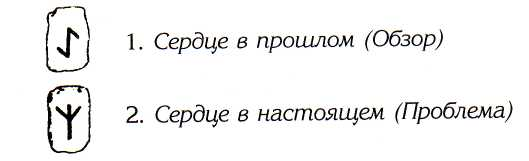 ᛇ 1. Сердце в прошлом (Обзор)
ᛉ 2. Сердце в настоящем (Проблема)